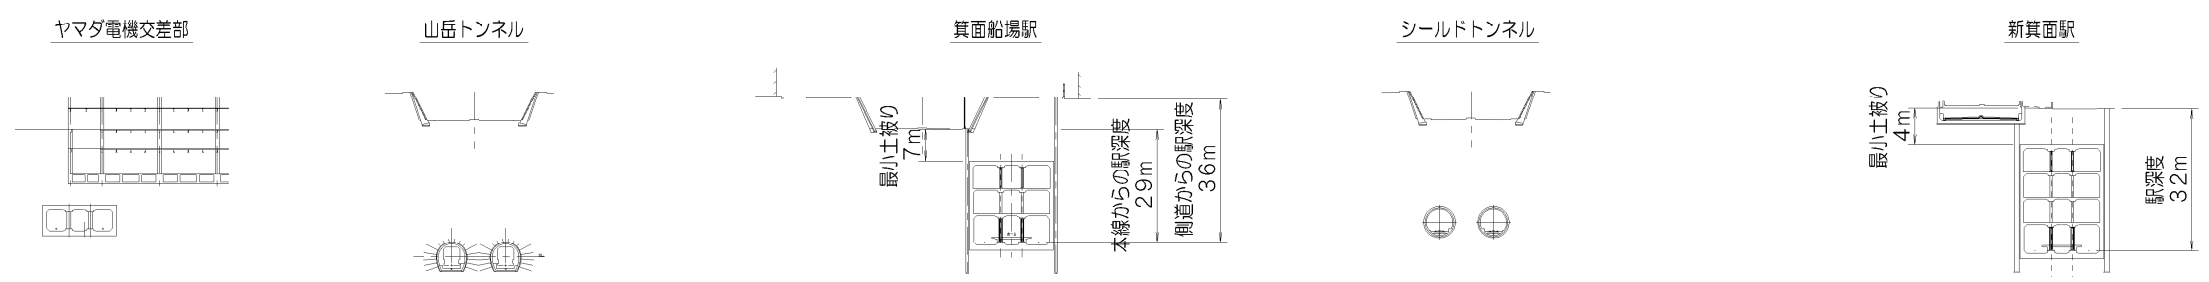 ヤマダ電機交差部
山岳トンネル
箕面船場駅
シールドトンネル
新箕面駅
最小土被り
7m
本線からの駅深度
29m
側道からの駅深度
36m
最小土被り
4m
駅深度
32m